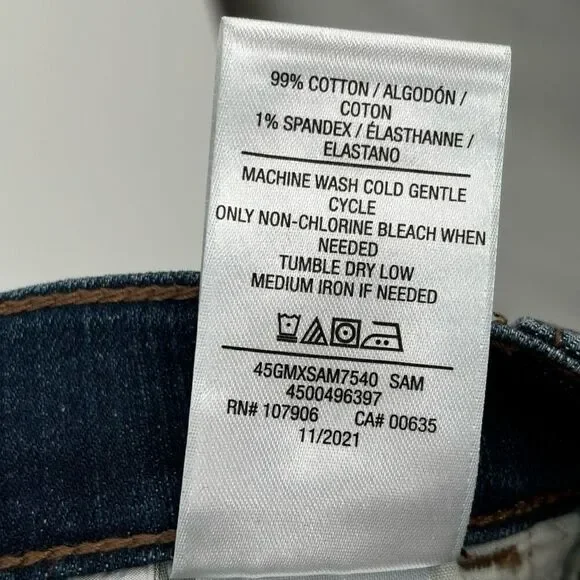 99% COTTON / ALGODÓN /
COTON
1% SPANDEX / ÉLASTHANNE /
ELASTANO
MACHINE WASH COLD GENTLE
CYCLE
ONLY NON-CHLORINE BLEACH WHEN
NEEDED
TUMBLE DRY LOW
MEDIUM IRON IF NEEDED
45GMXSAM7540 SAM
4500496397
RN# 107906 CA# 00635
11/2021